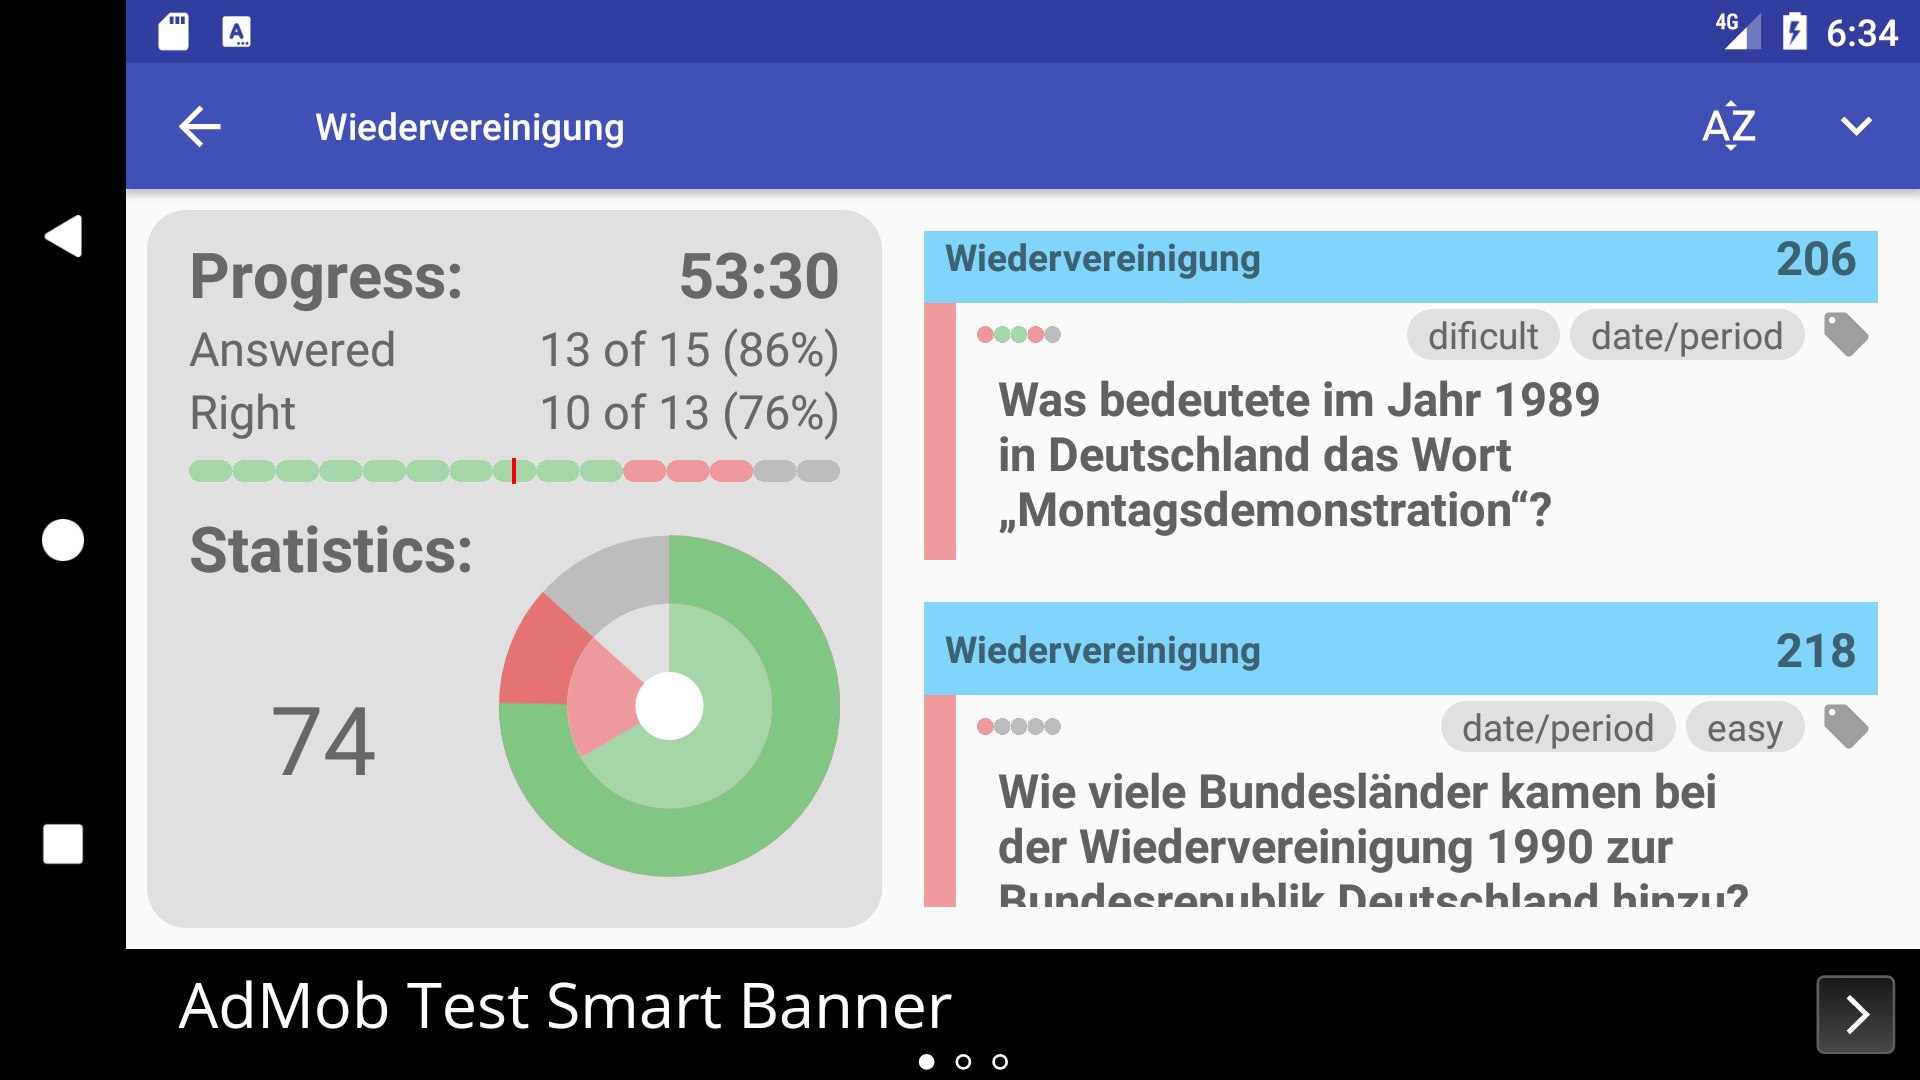 4G 6:34
Wiedervereinigung AZ
Progress: 53:30
Answered 13 of 15 (86%)
Right 10 of 13 (76%)
Statistics:
74
Wiedervereinigung 206
dificult date/period
Was bedeutete im Jahr 1989
in Deutschland das Wort
„Montagsdemonstration“?
Wiedervereinigung 218
date/period easy
Wie viele Bundesländer kamen bei
der Wiedervereinigung 1990 zur
Bundesrepublik Deutschland hinzu?
AdMob Test Smart Banner